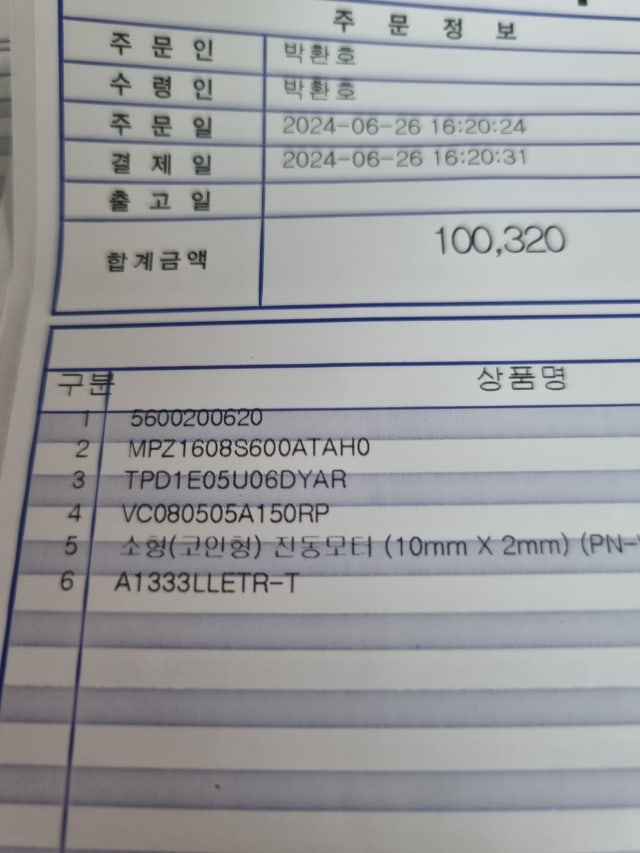 주 문 정 보
주 문 인 박환호
수 령 인 박환호
주 문 일 2024-06-26 16:20:24
결 제 일 2024-06-26 16:20:31
출 고 일
합계금액 100,320
구분 상품명
1 5600200620
2 MPZ1608S600ATAH0
3 TPD1E05U06DYAR
4 VC080505A150RP
5 소형(코인형) 진동모터 (10mm X 2mm) (PN-
6 A1333LLETR-T